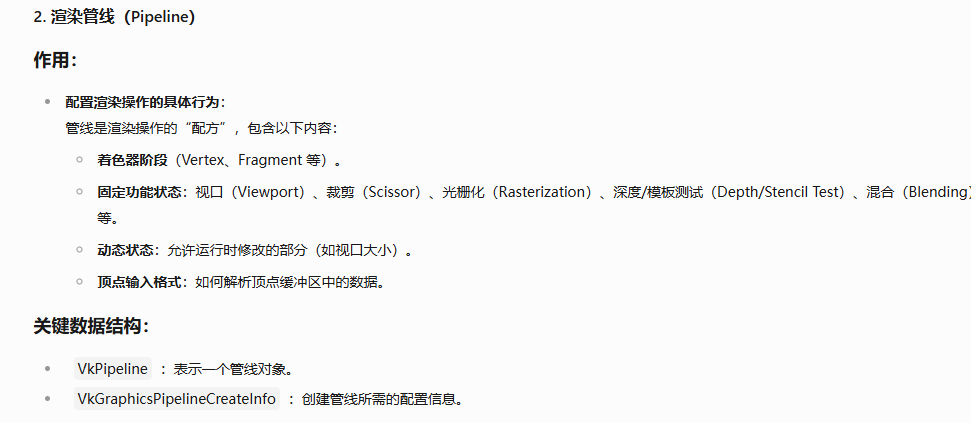 2. 渲染管线（Pipeline）
作用：
配置渲染操作的具体行为：
管线是渲染操作的“配方”，包含以下内容：
着色器阶段（Vertex、Fragment 等）。
固定功能状态：视口（Viewport）、裁剪（Scissor）、光栅化（Rasterization）、深度/模板测试（Depth/Stencil Test）、混合（Blending）
等。
动态状态：允许运行时修改的部分（如视口大小）。
顶点输入格式：如何解析顶点缓冲区中的数据。
关键数据结构：
VkPipeline ：表示一个管线对象。
VkGraphicsPipelineCreateInfo ：创建管线所需的配置信息。